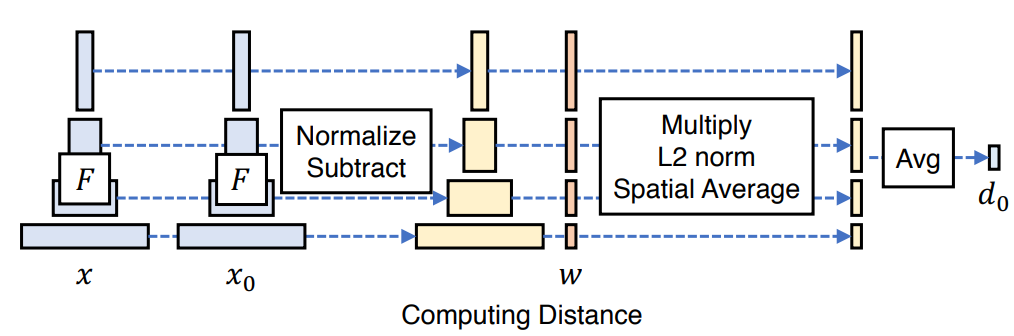 Normalize
Subtract
Multiply
L2 norm
Spatial Average
Avg
F
F
x
x₀
w
d₀
Computing Distance